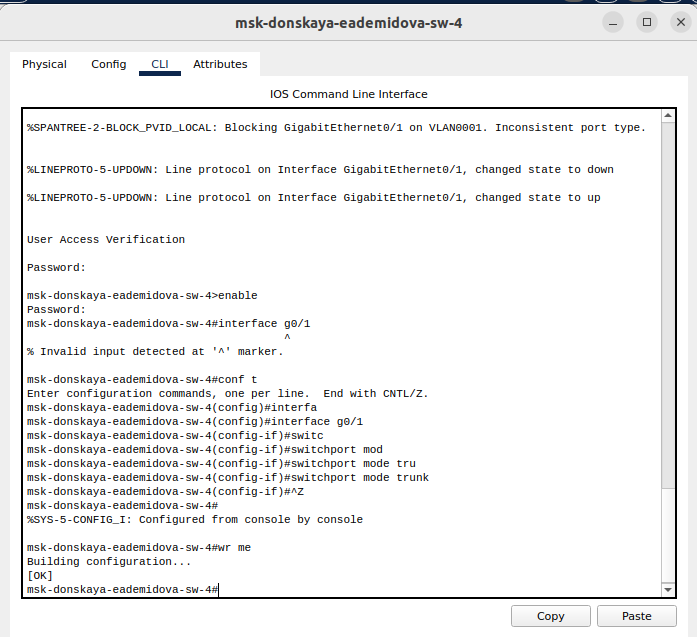 msk-donskaya-eademidova-sw-4
Physical Config CLI Attributes
IOS Command Line Interface
%SPANTREE-2-BLOCK_PVID_LOCAL: Blocking GigabitEthernet0/1 on VLAN0001. Inconsistent port type.
%LINEPROTO-5-UPDOWN: Line protocol on Interface GigabitEthernet0/1, changed state to down
%LINEPROTO-5-UPDOWN: Line protocol on Interface GigabitEthernet0/1, changed state to up
User Access Verification
Password:
msk-donskaya-eademidova-sw-4>enable
Password:
msk-donskaya-eademidova-sw-4#interface g0/1
^
% Invalid input detected at '^' marker.
msk-donskaya-eademidova-sw-4#conf t
Enter configuration commands, one per line.  End with CNTL/Z.
msk-donskaya-eademidova-sw-4(config)#interfa
msk-donskaya-eademidova-sw-4(config)#interface g0/1
msk-donskaya-eademidova-sw-4(config-if)#switc
msk-donskaya-eademidova-sw-4(config-if)#switchport mod
msk-donskaya-eademidova-sw-4(config-if)#switchport mode tru
msk-donskaya-eademidova-sw-4(config-if)#switchport mode trunk
msk-donskaya-eademidova-sw-4(config-if)#^Z
msk-donskaya-eademidova-sw-4#
%SYS-5-CONFIG_I: Configured from console by console
msk-donskaya-eademidova-sw-4#wr me
Building configuration...
[OK]
msk-donskaya-eademidova-sw-4#
Copy Paste